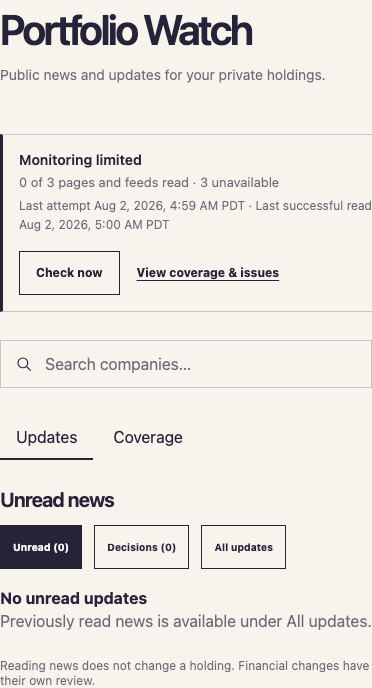 Portfolio Watch
Public news and updates for your private holdings.
Monitoring limited
0 of 3 pages and feeds read · 3 unavailable
Last attempt Aug 2, 2026, 4:59 AM PDT · Last successful read
Aug 2, 2026, 5:00 AM PDT
Check now View coverage & issues
Search companies...
Updates Coverage
Unread news
Unread (0) Decisions (0) All updates
No unread updates
Previously read news is available under All updates.
Reading news does not change a holding. Financial changes have
their own review.